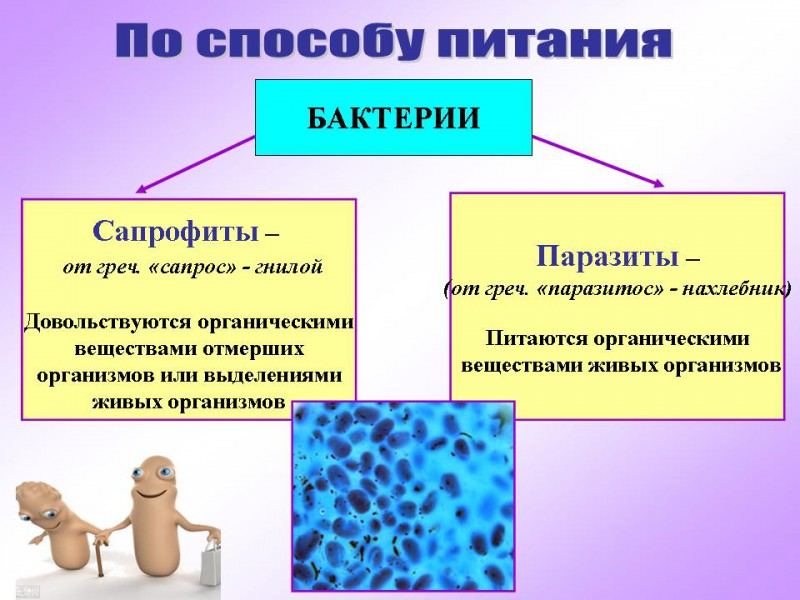 По способу питания
БАКТЕРИИ
Сапрофиты –
от греч. «сапрос» - гнилой
Довольствуются органическими
веществами отмерших
организмов или выделениями
живых организмов
Паразиты –
(от греч. «паразитос» - нахлебник)
Питаются органическими
веществами живых организмов